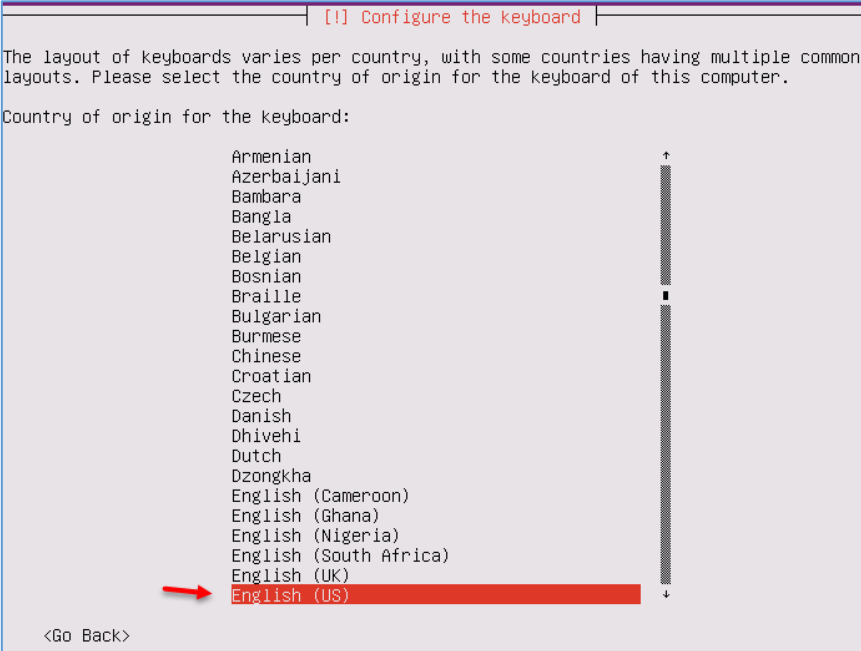 [!] Configure the keyboard
The layout of keyboards varies per country, with some countries having multiple common
layouts. Please select the country of origin for the keyboard of this computer.
Country of origin for the keyboard:
Armenian
Azerbaijani
Bambara
Bangla
Belarusian
Belgian
Bosnian
Braille
Bulgarian
Burmese
Chinese
Croatian
Czech
Danish
Dhivehi
Dutch
Dzongkha
English (Cameroon)
English (Ghana)
English (Nigeria)
English (South Africa)
English (UK)
English (US)
<Go Back>